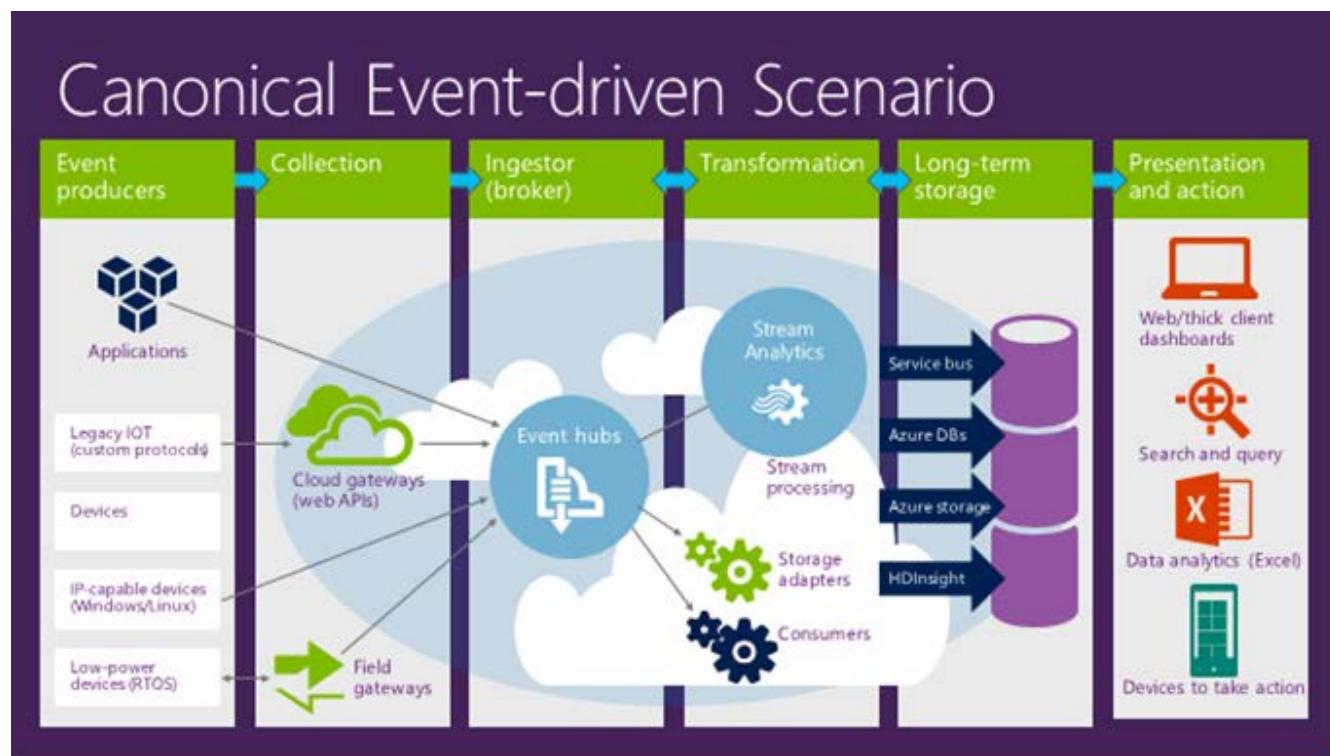 Canonical Event-driven Scenario
Event
producers
Collection
Ingestor
(broker)
Transformation
Long-term
storage
Presentation
and action
Applications
Legacy IOT
(custom protocols)
Devices
IP-capable devices
(Windows/Linux)
Low-power
devices (RTOS)
Cloud gateways
(web APIs)
Field
gateways
Event hubs
Stream
Analytics
Stream
processing
Storage
adapters
Consumers
Service bus
Azure DBs
Azure storage
HDInsight
Web/thick client
dashboards
Search and query
X
Data analytics (Excel)
Devices to take action